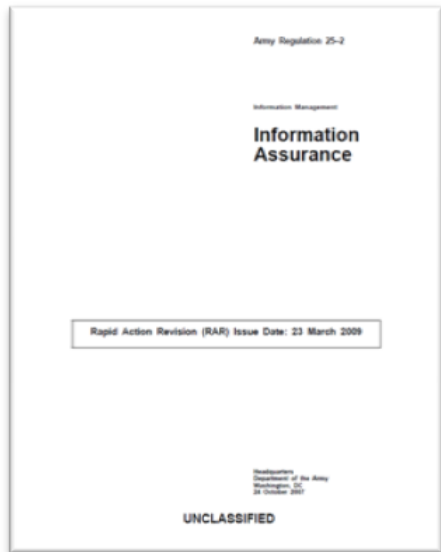 Army Regulation 25–2
Information Management
Information
Assurance
Rapid Action Revision (RAR) Issue Date: 23 March 2009
Headquarters
Department of the Army
Washington, DC
24 October 2007
UNCLASSIFIED